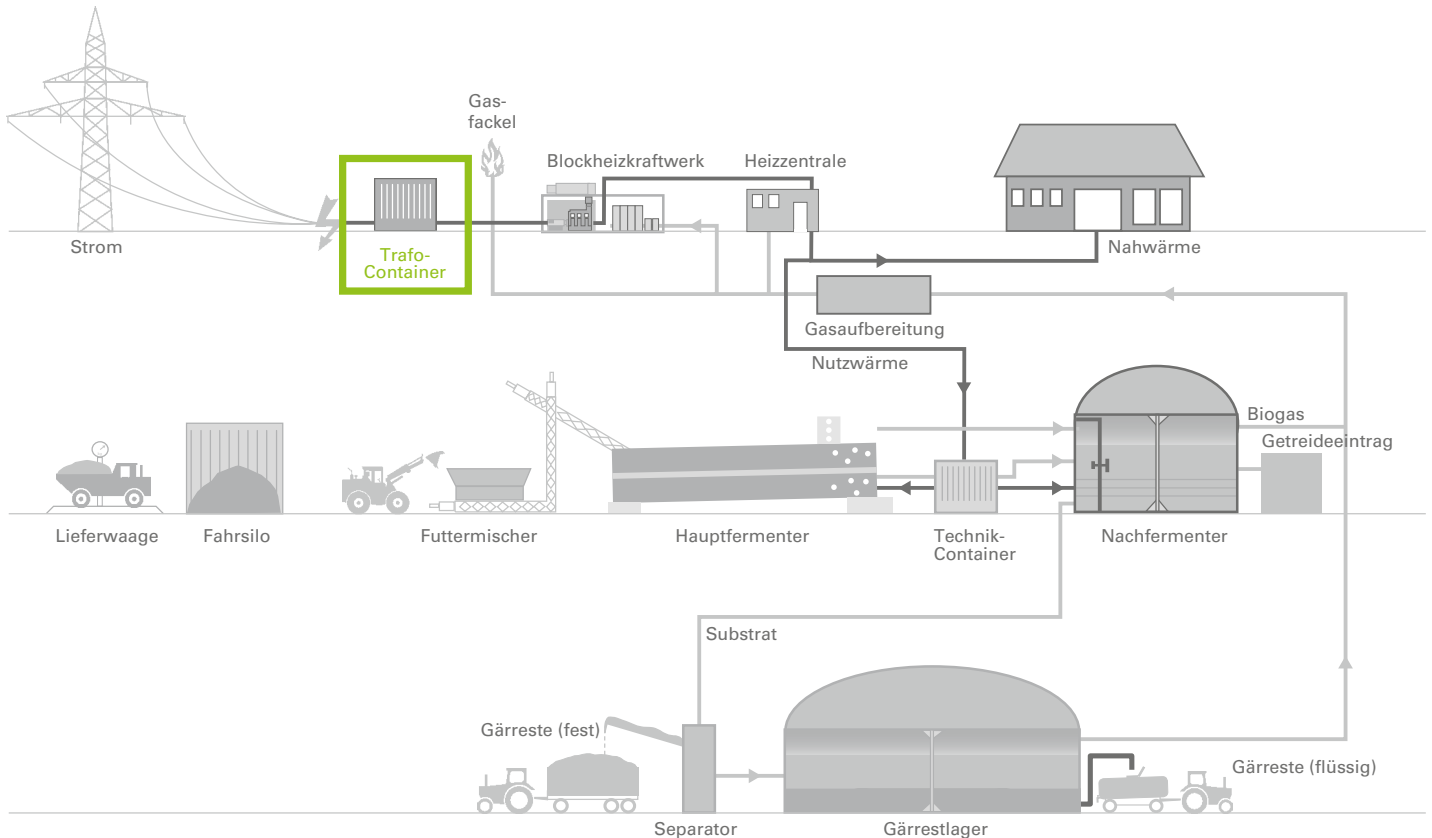 Gas-
fackel
Blockheizkraftwerk
Heizzentrale
Strom
Trafo-
Container
Nahwärme
Gasaufbereitung
Nutzwärme
Biogas
Getreideeintrag
Lieferwaage
Fahrsilo
Futtermischer
Hauptfermenter
Technik-
Container
Nachfermenter
Substrat
Gärreste (fest)
Gärreste (flüssig)
Separator
Gärrestlager